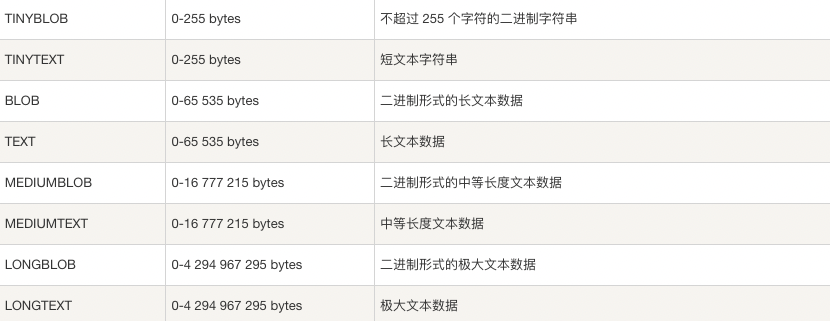 TINYBLOB 0-255 bytes 不超过 255 个字符的二进制字符串
TINYTEXT 0-255 bytes 短文本字符串
BLOB 0-65 535 bytes 二进制形式的长文本数据
TEXT 0-65 535 bytes 长文本数据
MEDIUMBLOB 0-16 777 215 bytes 二进制形式的中等长度文本数据
MEDIUMTEXT 0-16 777 215 bytes 中等长度文本数据
LONGBLOB 0-4 294 967 295 bytes 二进制形式的极大文本数据
LONGTEXT 0-4 294 967 295 bytes 极大文本数据